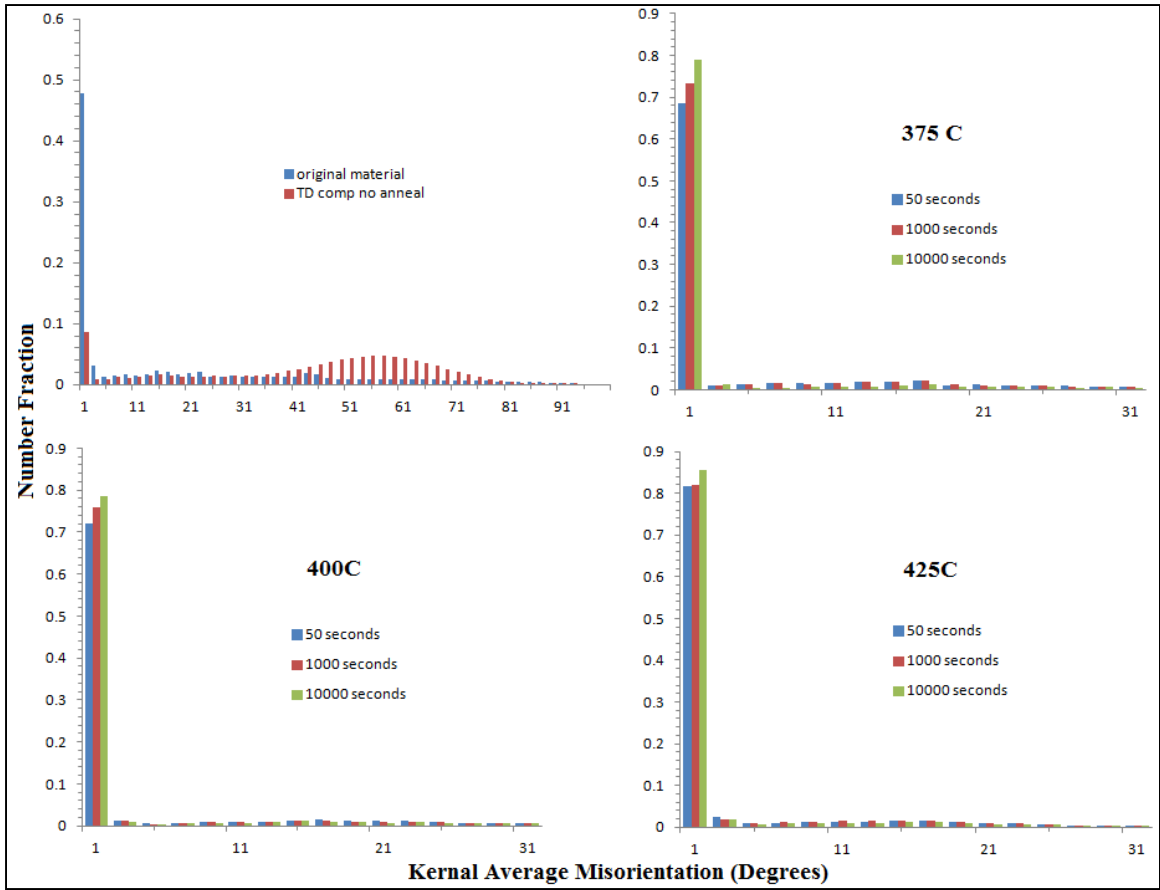 0.6
0.5
0.4
0.3
0.2
0.1
0
1 11 21 31 41 51 61 71 81 91
original material
TD comp no anneal
0.9
0.8
0.7
0.6
0.5
0.4
0.3
0.2
0.1
0
1 11 21 31
375 C
50 seconds
1000 seconds
10000 seconds
Number Fraction
0.9
0.8
0.7
0.6
0.5
0.4
0.3
0.2
0.1
0
1 11 21 31
400C
50 seconds
1000 seconds
10000 seconds
0.9
0.8
0.7
0.6
0.5
0.4
0.3
0.2
0.1
0
1 11 21 31
425C
50 seconds
1000 seconds
10000 seconds
Kernal Average Misorientation (Degrees)